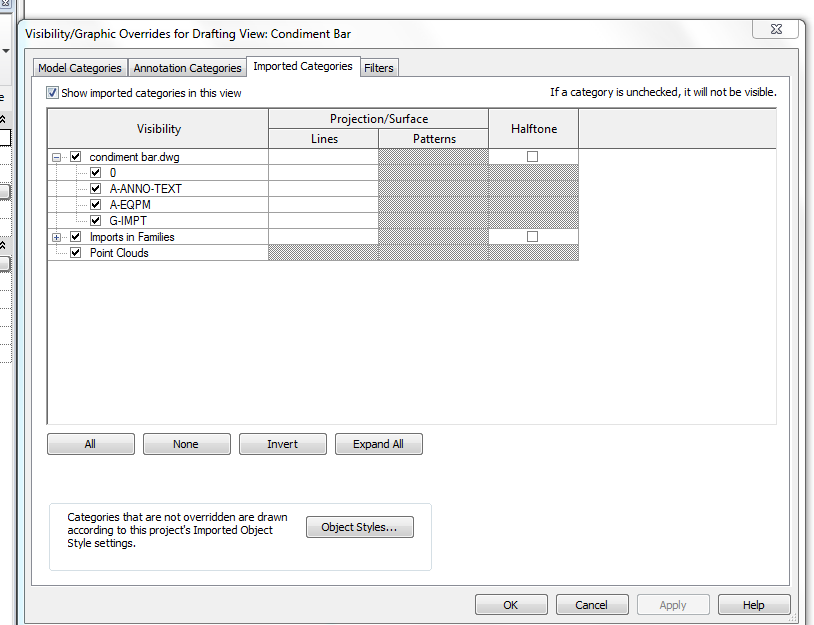 Visibility/Graphic Overrides for Drafting View: Condiment Bar
Model Categories
Annotation Categories
Imported Categories
Filters
Show imported categories in this view
If a category is unchecked, it will not be visible.
Visibility
Projection/Surface
Halftone
Lines
Patterns
condiment bar.dwg
0
A-ANNO-TEXT
A-EQPM
G-IMPT
Imports in Families
Point Clouds
All
None
Invert
Expand All
Categories that are not overridden are drawn
according to this project's Imported Object
Style settings.
Object Styles...
OK
Cancel
Apply
Help